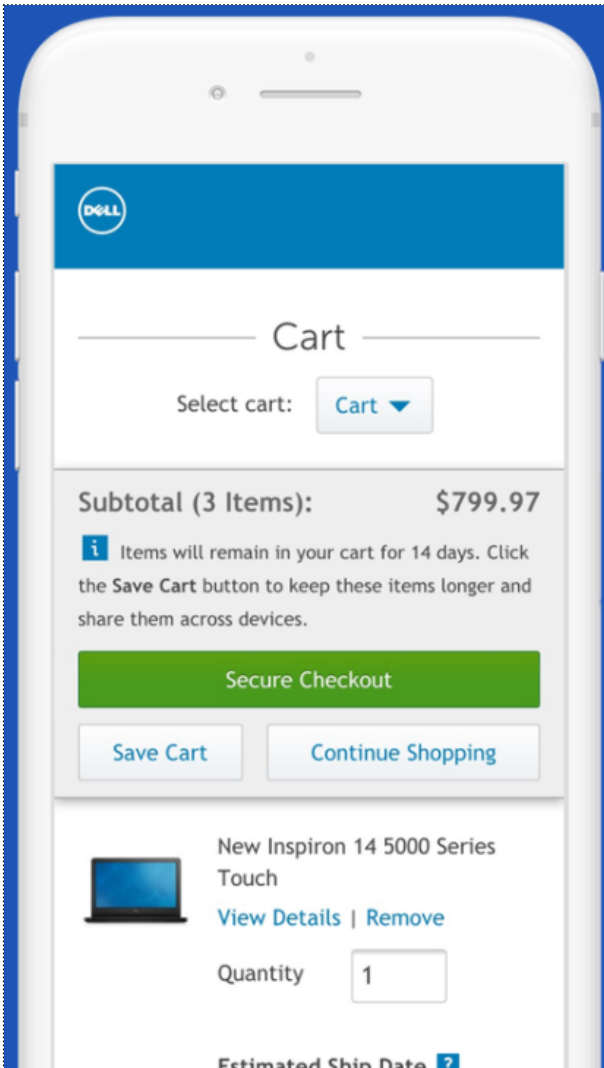 DELL
Cart
Select cart: Cart
Subtotal (3 Items): $799.97
i Items will remain in your cart for 14 days. Click
the Save Cart button to keep these items longer and
share them across devices.
Secure Checkout
Save Cart Continue Shopping
New Inspiron 14 5000 Series
Touch
View Details | Remove
Quantity 1
Estimated Ship Date ?